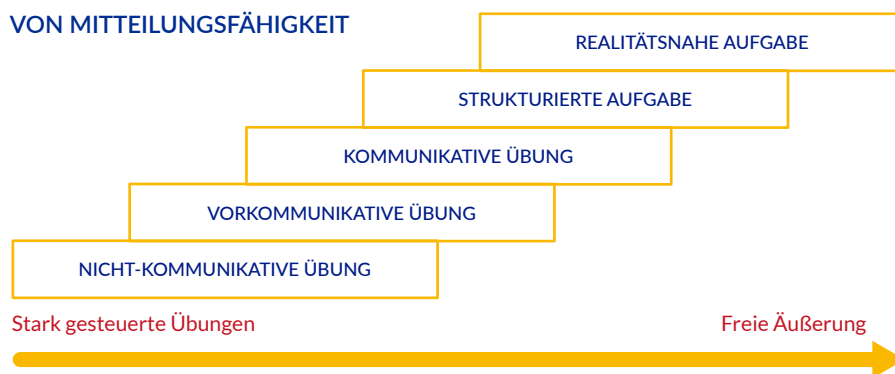 VON MITTEILUNGSFÄHIGKEIT
REALITÄTSNAHE AUFGABE
STRUKTURIERTE AUFGABE
KOMMUNIKATIVE ÜBUNG
VORKOMMUNIKATIVE ÜBUNG
NICHT-KOMMUNIKATIVE ÜBUNG
Stark gesteuerte Übungen
Freie Äußerung